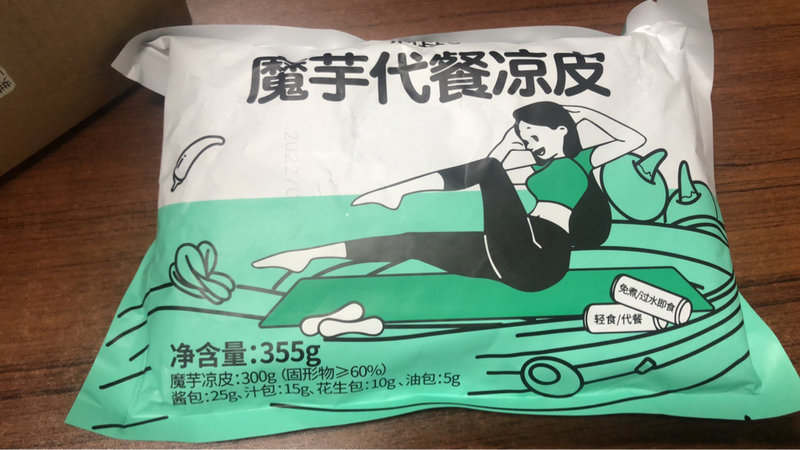 魔芋代餐凉皮
免煮/过水即食
轻食/代餐
净含量:355g
魔芋凉皮:300g (固形物≥60%)
酱包:25g、汁包:15g、花生包:10g、油包:5g